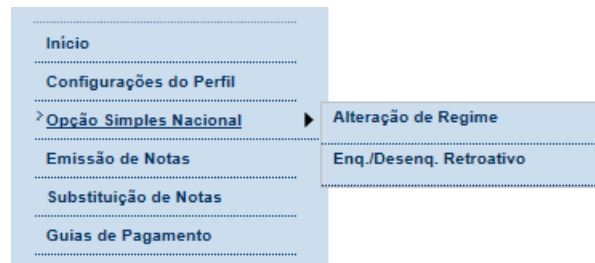 Início
Configurações do Perfil
Opção Simples Nacional
Alteração de Regime
Emissão de Notas
Enq./Desenq. Retroativo
Substituição de Notas
Guias de Pagamento